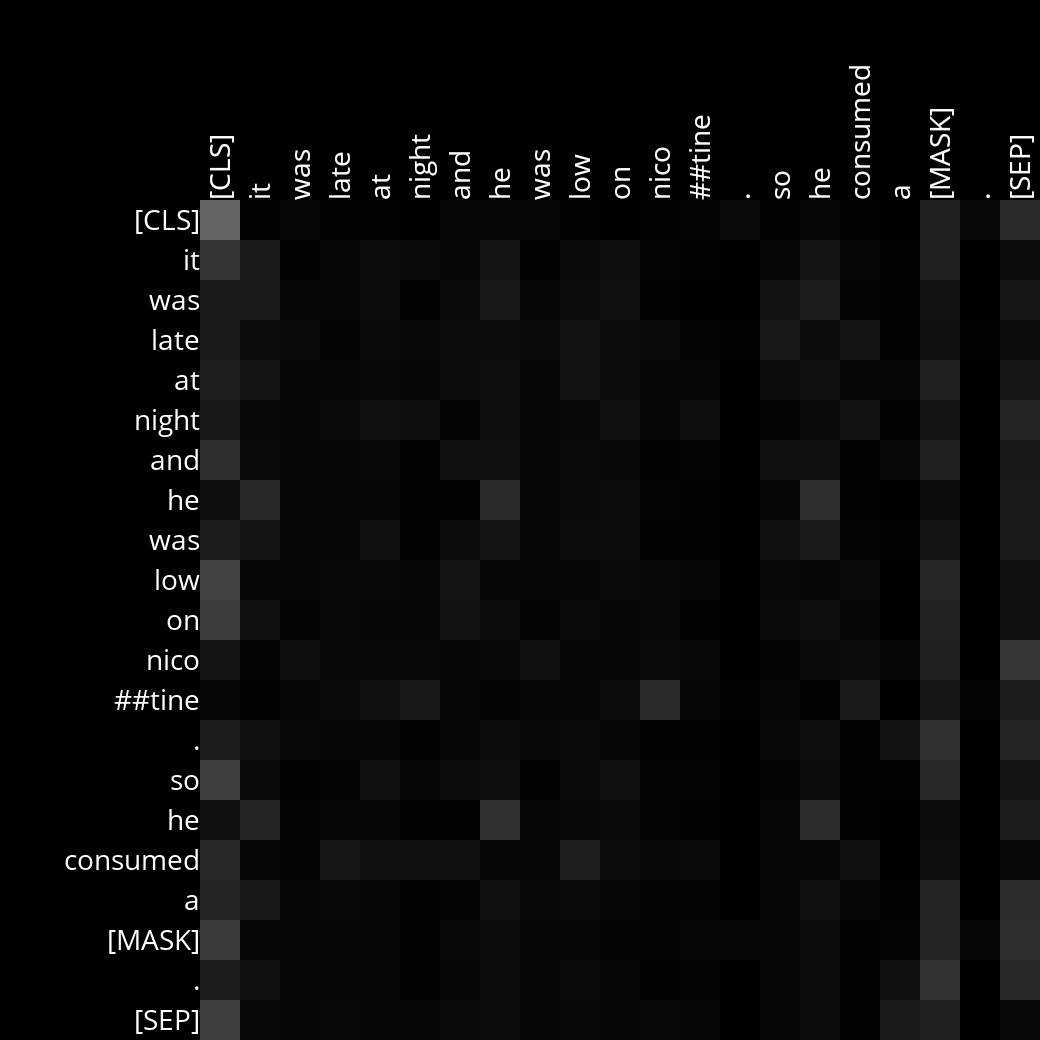 [CLS] it was late at night and he was low on nico ##tine . so he consumed a [MASK] . [SEP]
[CLS]
it
was
late
at
night
and
he
was
low
on
nico
##tine
.
so
he
consumed
a
[MASK]
.
[SEP]